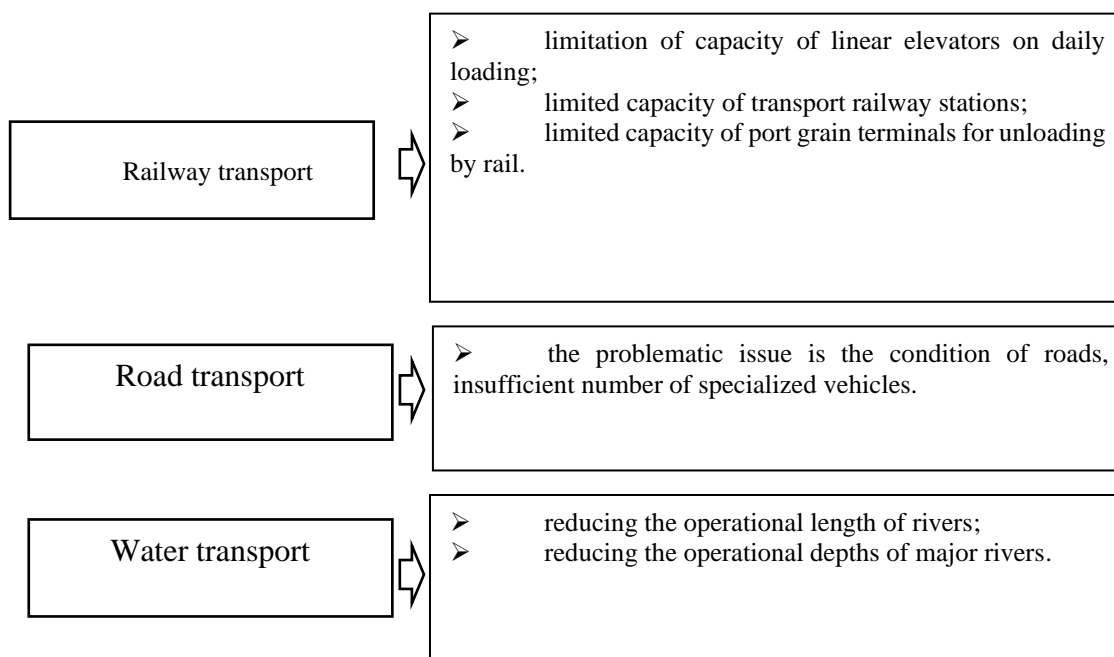 Railway transport
➢ limitation of capacity of linear elevators on daily
loading;
➢ limited capacity of transport railway stations;
➢ limited capacity of port grain terminals for unloading
by rail.
Road transport
➢ the problematic issue is the condition of roads,
insufficient number of specialized vehicles.
Water transport
➢ reducing the operational length of rivers;
➢ reducing the operational depths of major rivers.